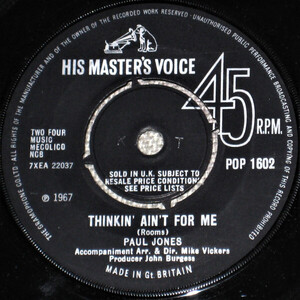 THE GRAMOPHONE CO. LTD. ALL RIGHTS OF THE MANUFACTURER AND OF THE OWNER OF THE RECORDED WORK RESERVED UNAUTHORISED PUBLIC PERFORMANCE BROADCASTING AND COPYING OF THIS RECORD PROHIBITED
HIS MASTER'S VOICE
45 R.P.M.
TWO FOUR
MUSIC
MECOLICO
NCB
7XEA 22037
K T
SOLD IN U.K. SUBJECT TO
RESALE PRICE CONDITIONS,
SEE PRICE LISTS
POP 1602
℗ 1967
THINKIN' AIN'T FOR ME
(Rooms)
PAUL JONES
Accompaniment Arr. & Dir. Mike Vickers
Producer John Burgess
MADE IN Gt BRITAIN